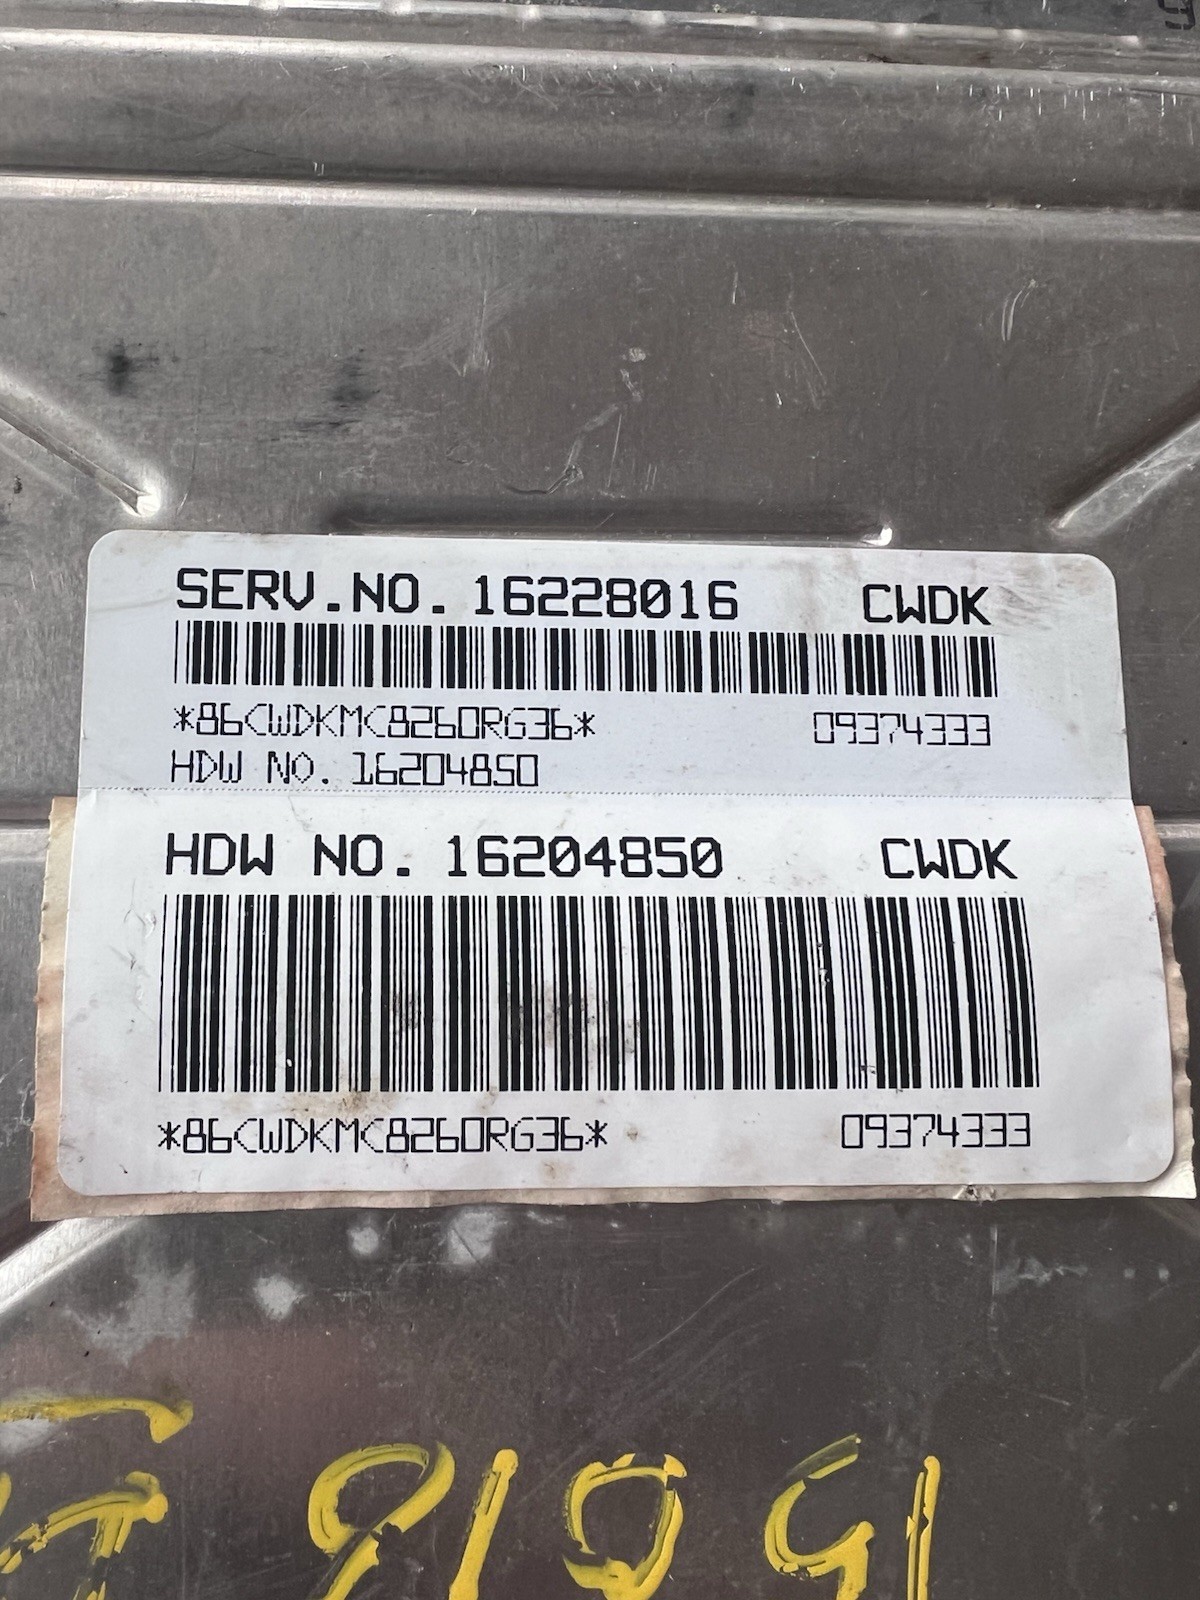 SERV.NO. 16228016 CWDK
*86CWDKMC8260RG36* 09374333
HDW NO. 16204850
HDW NO. 16204850 CWDK
*86CWDKMC8260RG36* 09374333